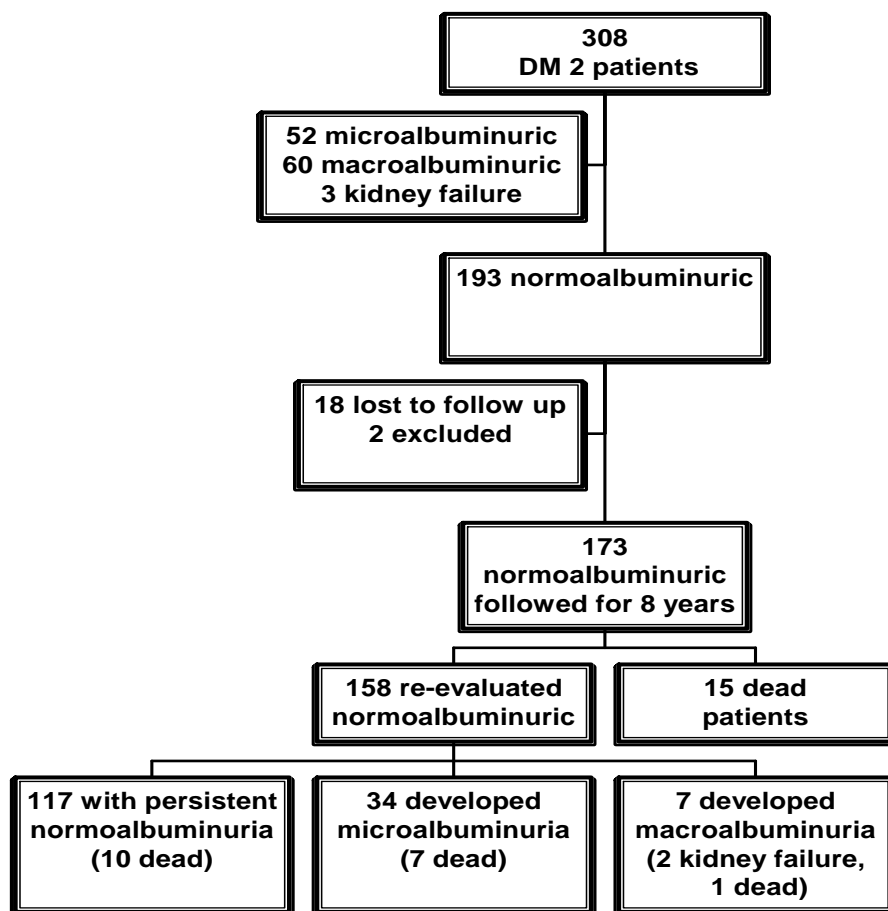 308
DM 2 patients
52 microalbuminuric
60 macroalbuminuric
3 kidney failure
193 normoalbuminuric
18 lost to follow up
2 excluded
173
normoalbuminuric
followed for 8 years
158 re-evaluated
normoalbuminuric
15 dead
patients
117 with persistent
normoalbuminuria
(10 dead)
34 developed
microalbuminuria
(7 dead)
7 developed
macroalbuminuria
(2 kidney failure,
1 dead)